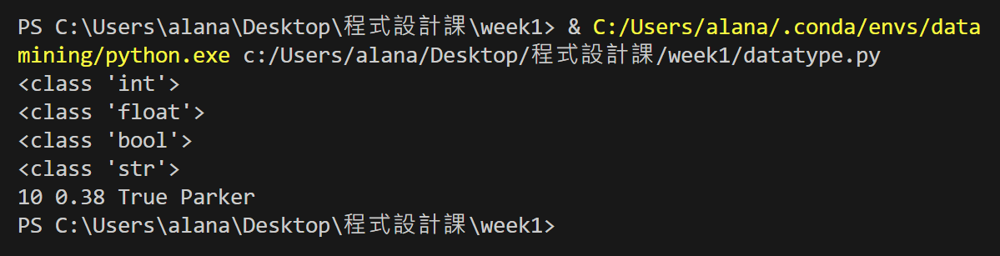 PS C:\Users\alana\Desktop\程式設計課\week1> & C:/Users/alana/.conda/envs/data
mining/python.exe c:/Users/alana/Desktop/程式設計課/week1/datatype.py
<class 'int'>
<class 'float'>
<class 'bool'>
<class 'str'>
10 0.38 True Parker
PS C:\Users\alana\Desktop\程式設計課\week1>